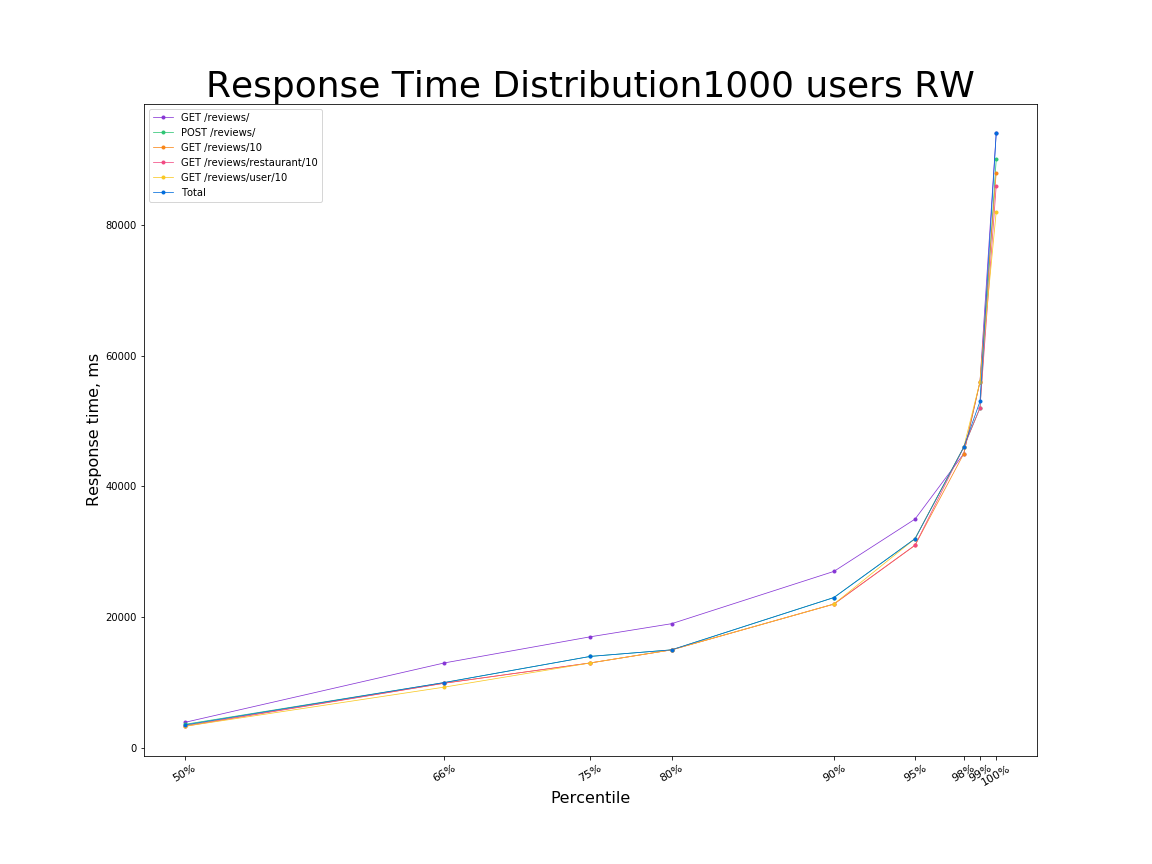 Response Time Distribution1000 users RW
GET /reviews/
POST /reviews/
GET /reviews/10
GET /reviews/restaurant/10
GET /reviews/user/10
Total
80000
60000
40000
20000
0
Response time, ms
50%
66%
75%
80%
90%
95%
98%
99%
100%
Percentile